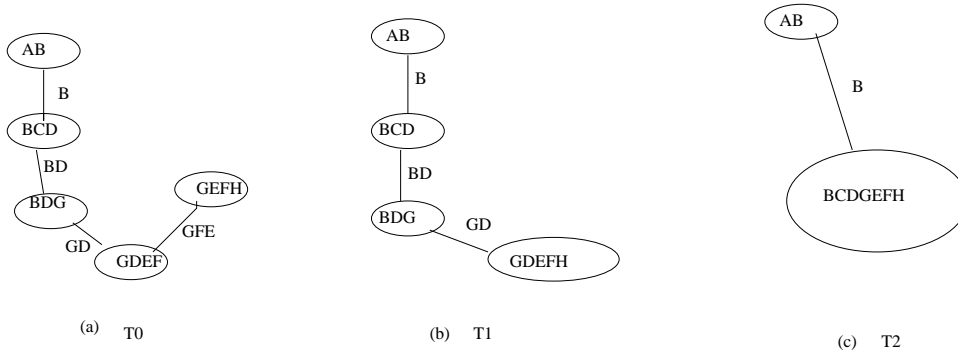 AB
B
BCD
BD
BDG
GD
GDEF
GFE
GEFH
(a) T0
AB
B
BCD
BD
BDG
GD
GDEFH
(b) T1
AB
B
BCDGEFH
(c) T2